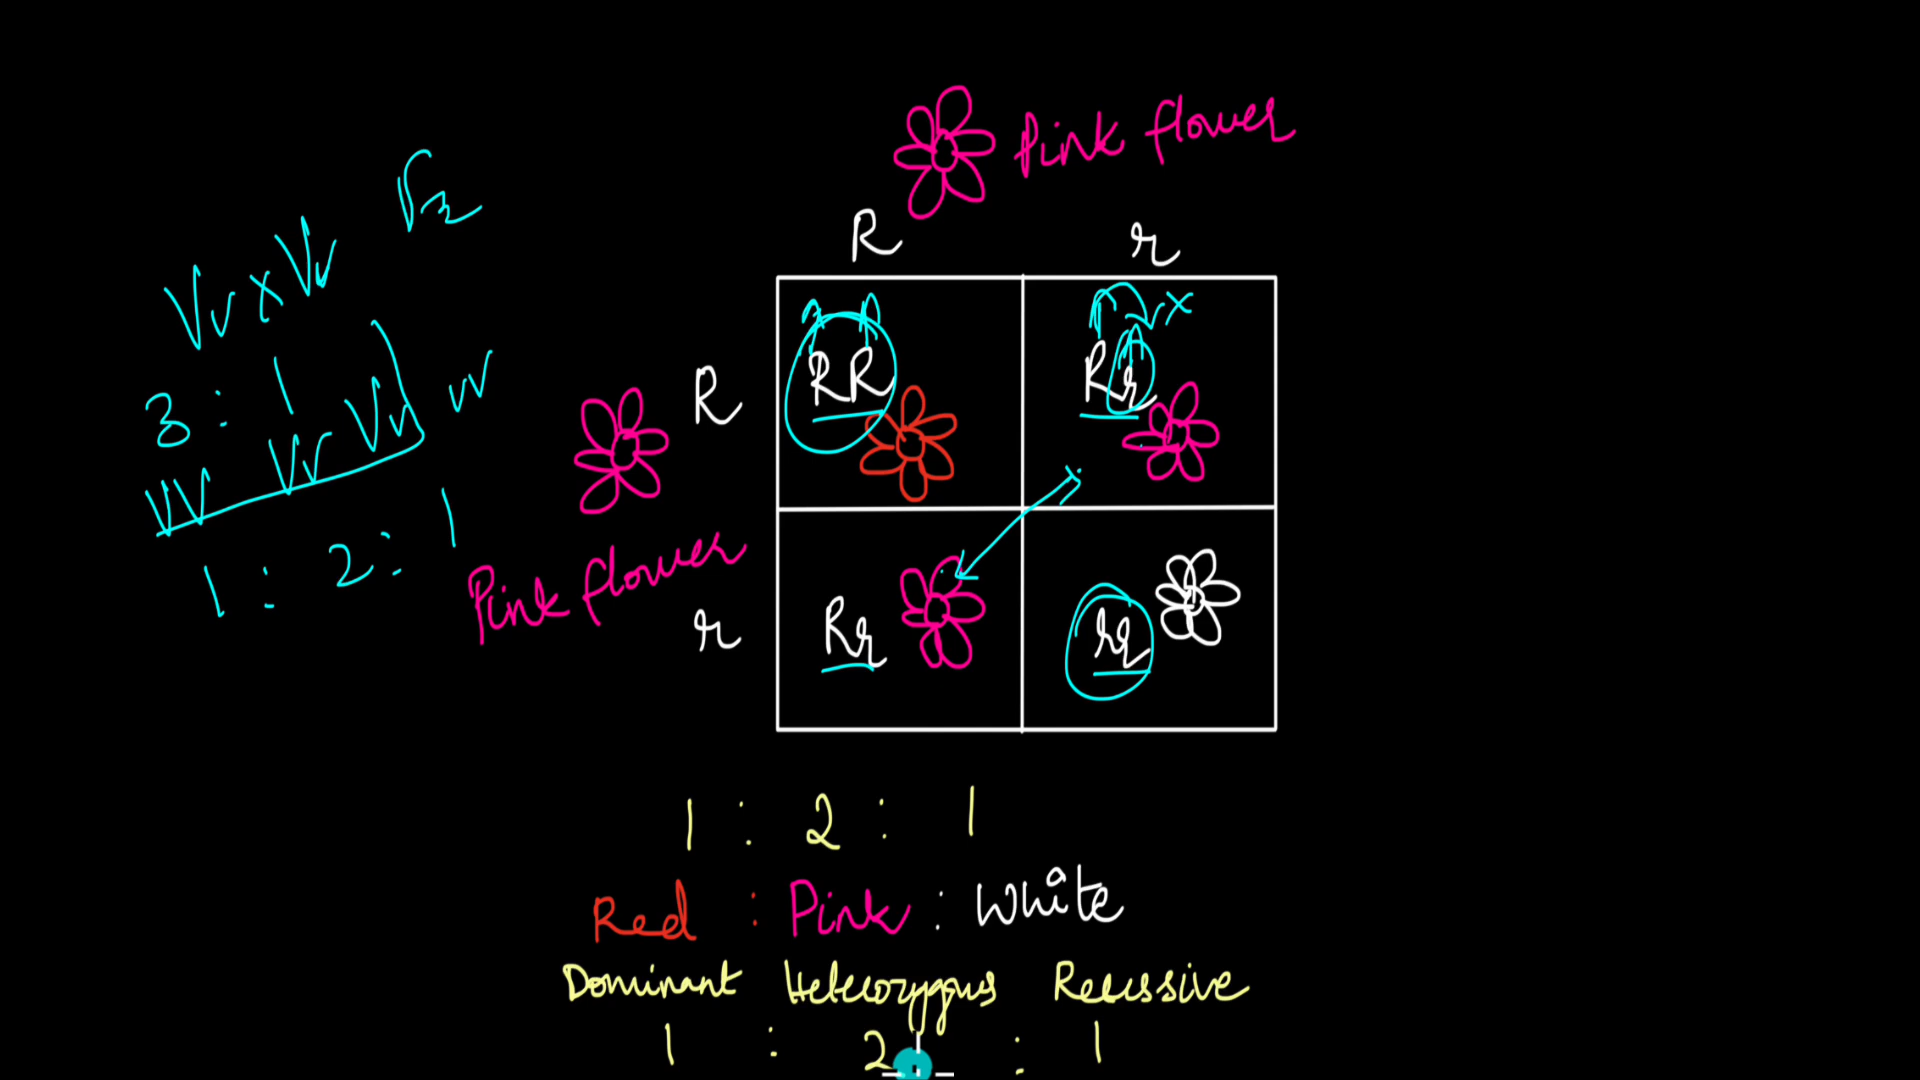 Pink flower
R r
Vv x Vv
3 : 1
VV Vv Vv vv
1 : 2 : 1
R RR Rr
Pink flower
r Rr rr
1 : 2 : 1
Red : Pink : White
Dominant Heterozygous Recessive
1 : 2 : 1